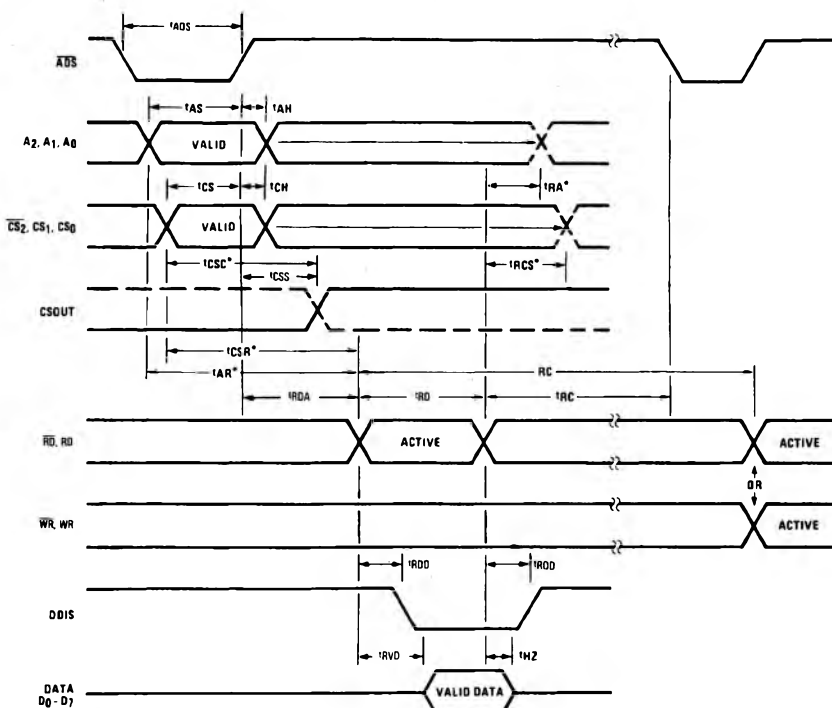 tADS
ADS
tAS tAH
A2, A1, A0 VALID
tCS tCH tRA*
CS2, CS1, CS0 VALID
tCSC* tRCS*
tCSS
CSOUT
tCSR*
tAR* RC
tRDA tRD tRC
RD, RD ACTIVE ACTIVE
OR
WR, WR ACTIVE
tRDD tRDD
DDIS
tRVD tHZ
DATA VALID DATA
D0 - D7